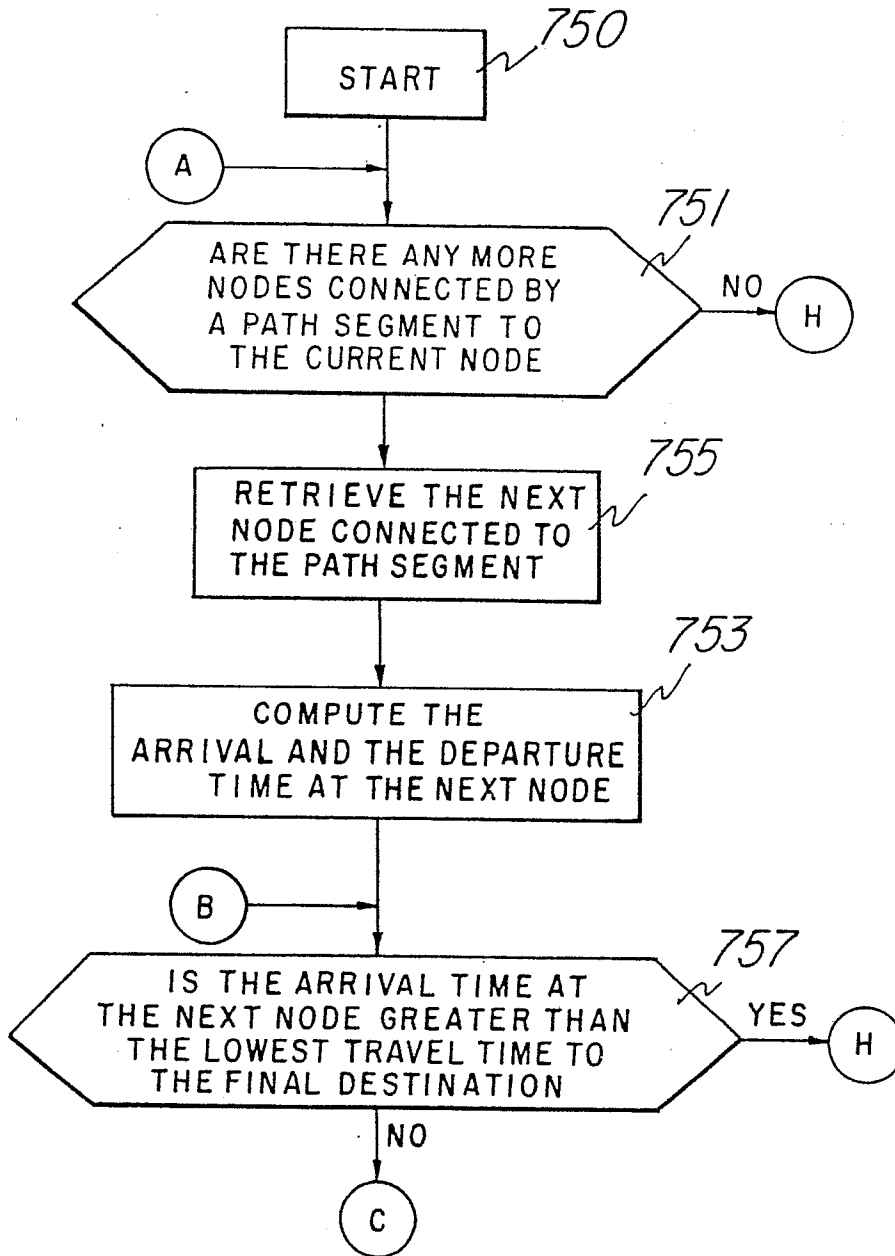 750
START
A
751
ARE THERE ANY MORE
NODES CONNECTED BY
A PATH SEGMENT TO
THE CURRENT NODE
NO
H
755
RETRIEVE THE NEXT
NODE CONNECTED TO
THE PATH SEGMENT
753
COMPUTE THE
ARRIVAL AND THE DEPARTURE
TIME AT THE NEXT NODE
B
757
IS THE ARRIVAL TIME AT
THE NEXT NODE GREATER THAN
THE LOWEST TRAVEL TIME TO
THE FINAL DESTINATION
YES
H
NO
C